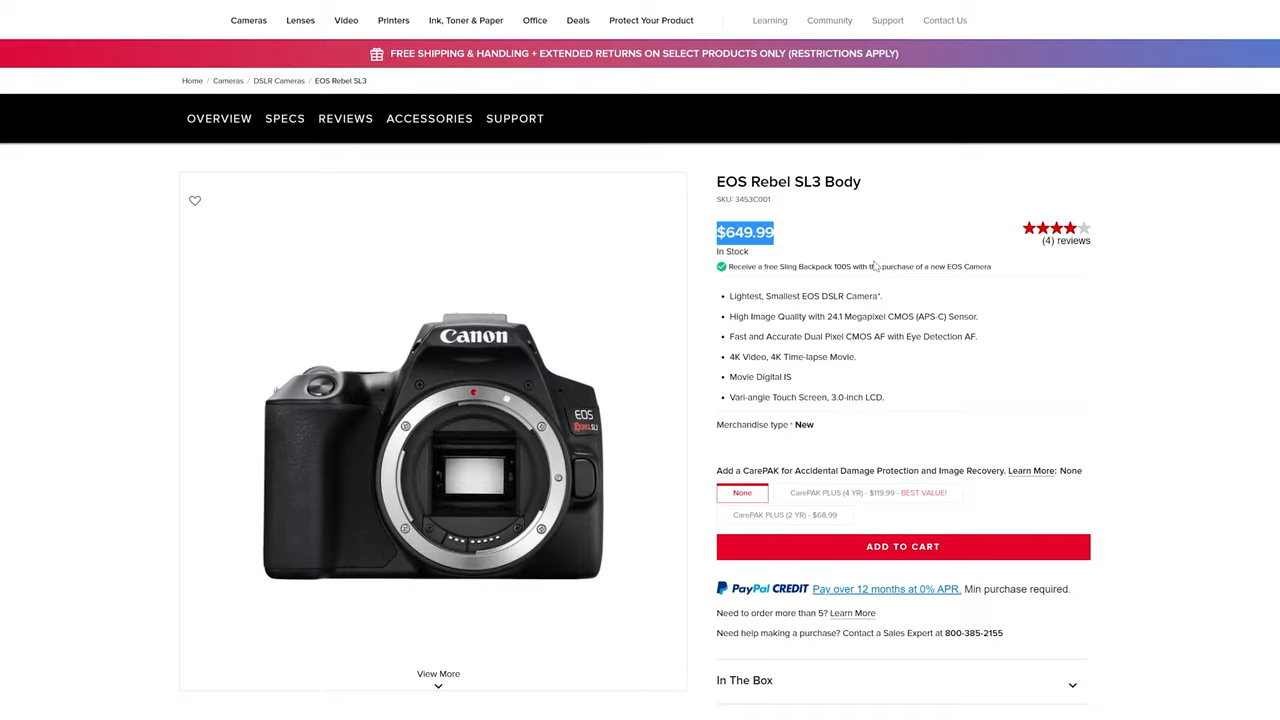 Cameras Lenses Video Printers Ink, Toner & Paper Office Deals Protect Your Product Learning Community Support Contact Us
FREE SHIPPING & HANDLING + EXTENDED RETURNS ON SELECT PRODUCTS ONLY (RESTRICTIONS APPLY)
Home / Cameras / DSLR Cameras / EOS Rebel SL3
OVERVIEW SPECS REVIEWS ACCESSORIES SUPPORT
EOS Rebel SL3 Body
SKU: 3453C001
$649.99
(4) reviews
In Stock
Receive a free Sling Backpack 100S with the purchase of a new EOS Camera
• Lightest, Smallest EOS DSLR Camera*.
• High Image Quality with 24.1 Megapixel CMOS (APS-C) Sensor.
• Fast and Accurate Dual Pixel CMOS AF with Eye Detection AF.
• 4K Video, 4K Time-lapse Movie.
• Movie Digital IS
• Vari-angle Touch Screen, 3.0-inch LCD.
Merchandise type * New
Add a CarePAK for Accidental Damage Protection and Image Recovery. Learn More: None
None CarePAK PLUS (4 YR) - $119.99 - BEST VALUE!
CarePAK PLUS (2 YR) - $68.99
ADD TO CART
PayPal CREDIT Pay over 12 months at 0% APR. Min purchase required.
Need to order more than 5? Learn More
Need help making a purchase? Contact a Sales Expert at 800-385-2155
In The Box
Canon
EOS
REBEL SL3
View More